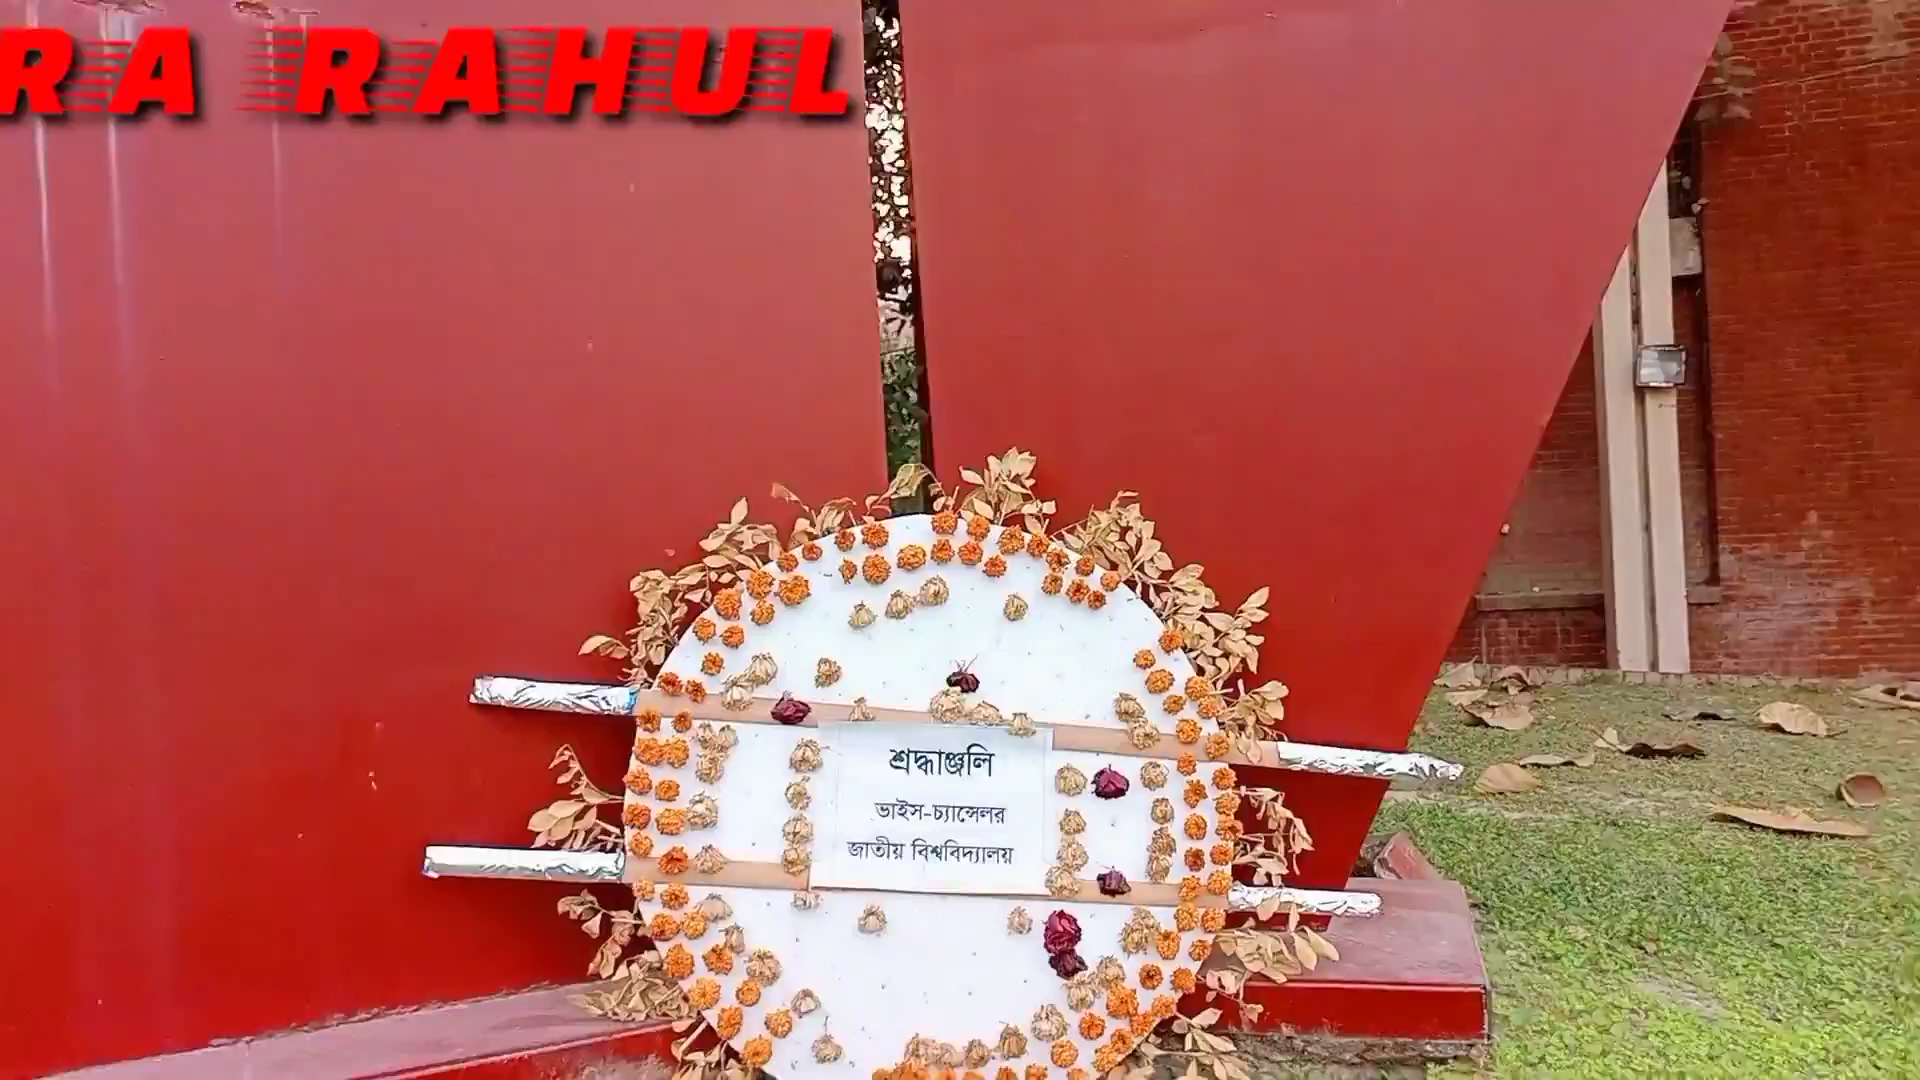 RA RAHUL
শ্রদ্ধাঞ্জলি
ভাইস-চ্যান্সেলর
জাতীয় বিশ্ববিদ্যালয়